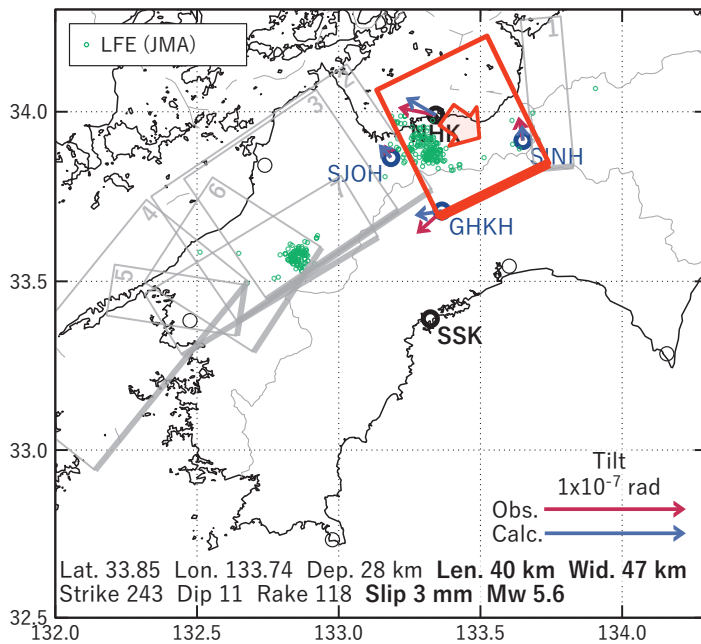 LFE (JMA)
34.0
33.5
33.0
32.5
132.0
132.5
133.0
133.5
134.0
1
2
3
4
5
6
7
NHK
SJOH
SINH
GHKH
SSK
Tilt
1x10-7 rad
Obs.
Calc.
Lat. 33.85 Lon. 133.74 Dep. 28 km Len. 40 km Wid. 47 km
Strike 243 Dip 11 Rake 118 Slip 3 mm Mw 5.6